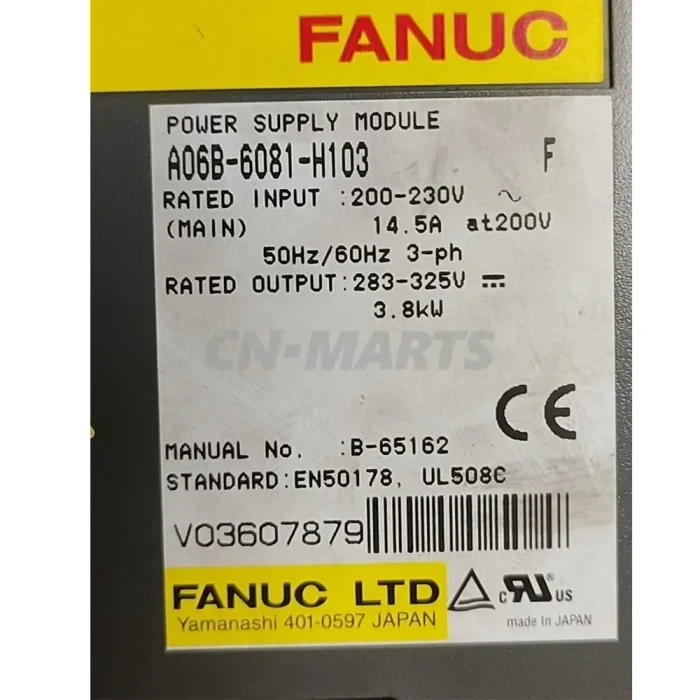 FANUC
POWER SUPPLY MODULE
A06B-6081-H103 F
RATED INPUT :200-230V ~
(MAIN) 14.5A at200V
50Hz/60Hz 3-ph
RATED OUTPUT:283-325V ⎓
3.8kW
CN-MARTS
CE
MANUAL No. :B-65162
STANDARD:EN50178, UL508C
V03607879
FANUC LTD
Yamanashi 401-0597 JAPAN
c RU US
made in JAPAN